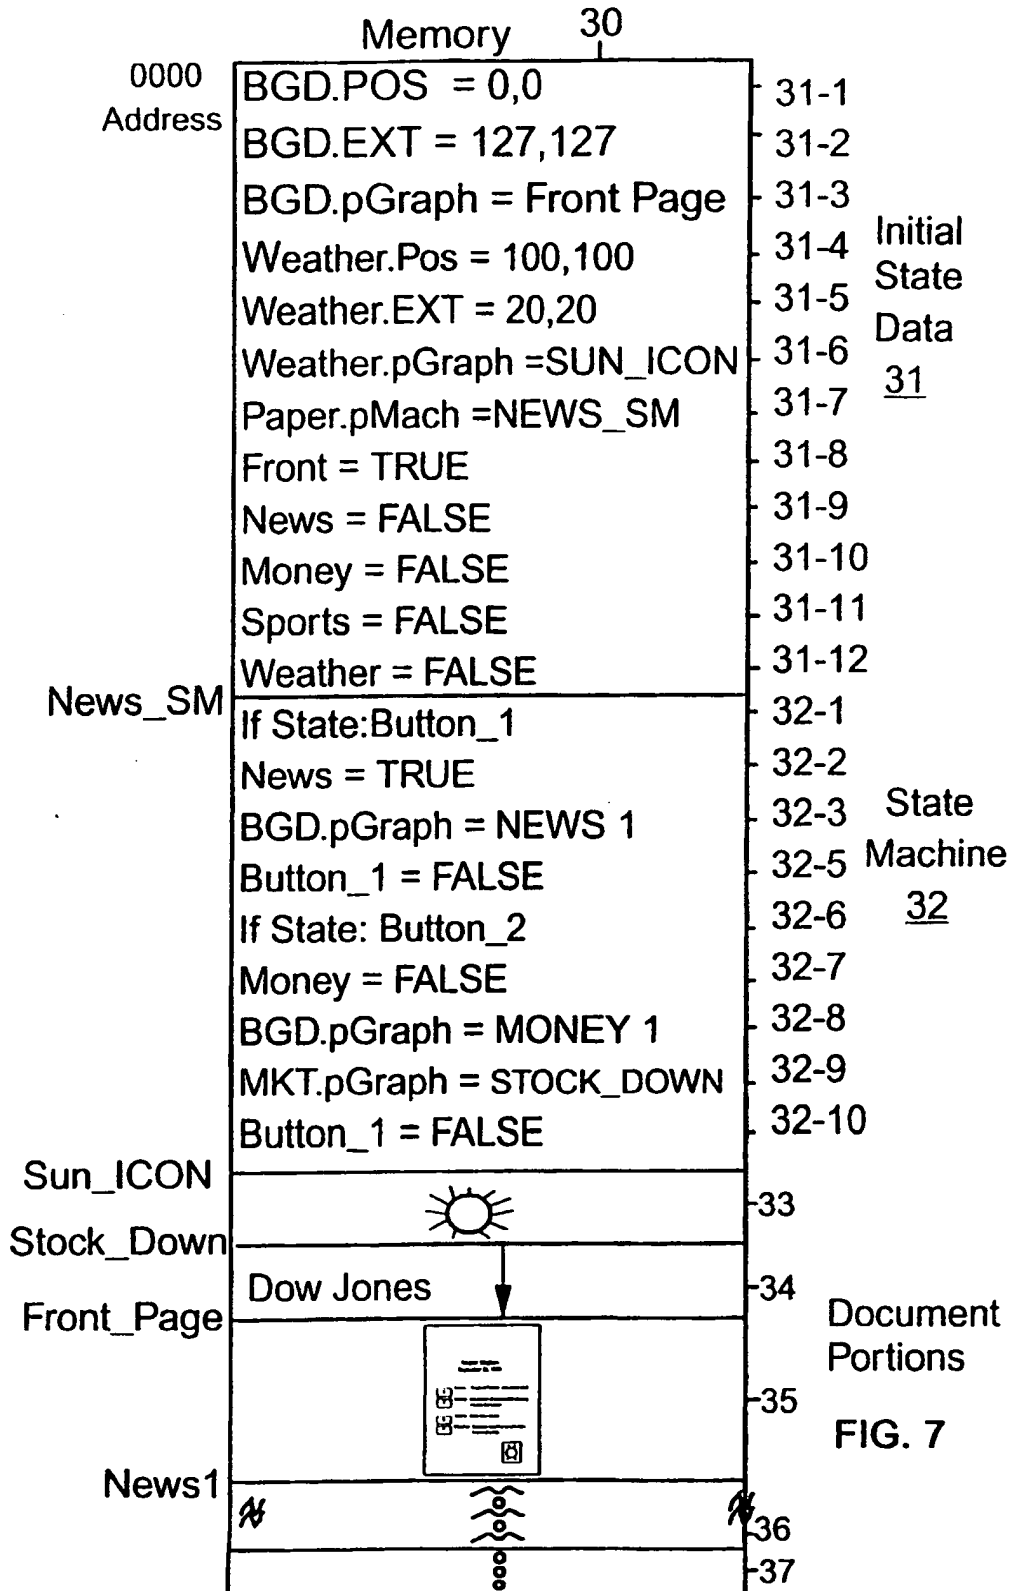 Memory 30
0000
Address
BGD.POS = 0,0 31-1
BGD.EXT = 127,127 31-2
BGD.pGraph = Front Page 31-3
Weather.Pos = 100,100 31-4
Weather.EXT = 20,20 31-5
Weather.pGraph =SUN_ICON 31-6
Paper.pMach =NEWS_SM 31-7
Front = TRUE 31-8
News = FALSE 31-9
Money = FALSE 31-10
Sports = FALSE 31-11
Weather = FALSE 31-12
Initial
State
Data
31
News_SM
If State:Button_1 32-1
News = TRUE 32-2
BGD.pGraph = NEWS 1 32-3
Button_1 = FALSE 32-5
If State: Button_2 32-6
Money = FALSE 32-7
BGD.pGraph = MONEY 1 32-8
MKT.pGraph = STOCK_DOWN 32-9
Button_1 = FALSE 32-10
State
Machine
32
Sun_ICON
33
Stock_Down
Dow Jones 34
Front_Page
35
Document
Portions
FIG. 7
News1
36
37